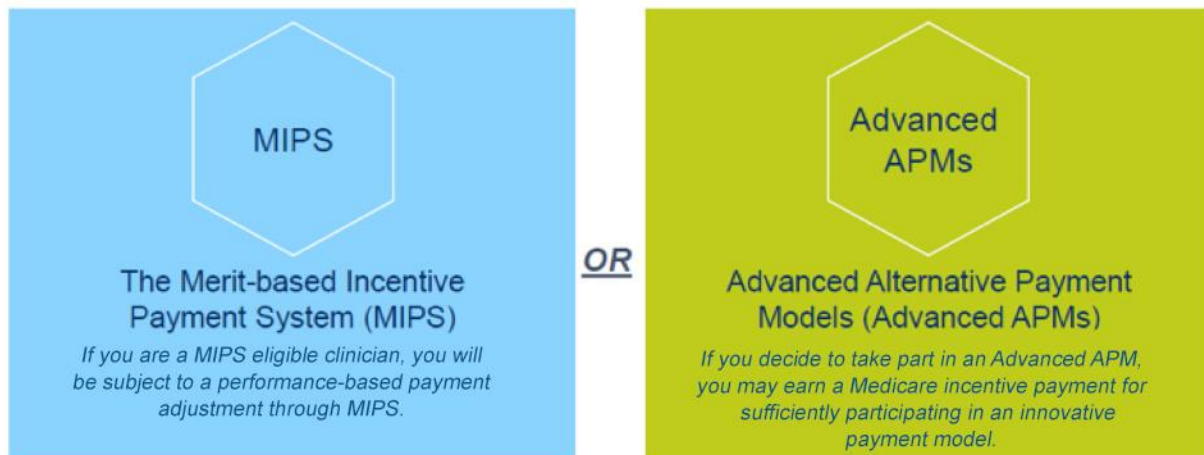 MIPS
The Merit-based Incentive
Payment System (MIPS)
If you are a MIPS eligible clinician, you will
be subject to a performance-based payment
adjustment through MIPS.
OR
Advanced
APMs
Advanced Alternative Payment
Models (Advanced APMs)
If you decide to take part in an Advanced APM,
you may earn a Medicare incentive payment for
sufficiently participating in an innovative
payment model.